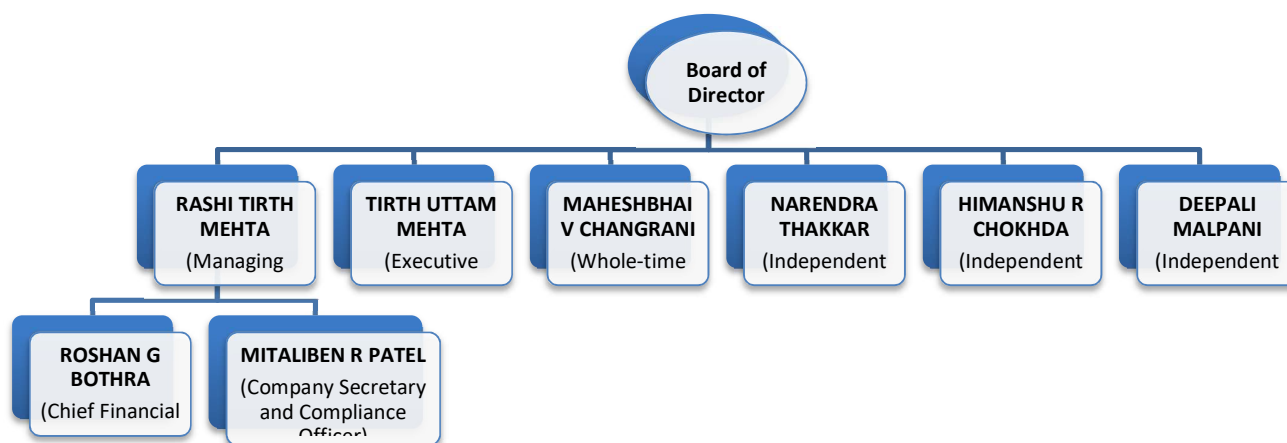 Board of
Director
RASHI TIRTH
MEHTA
(Managing
TIRTH UTTAM
MEHTA
(Executive
MAHESHBHAI
V CHANGRANI
(Whole-time
NARENDRA
THAKKAR
(Independent
HIMANSHU R
CHOKHDA
(Independent
DEEPALI
MALPANI
(Independent
ROSHAN G
BOTHRA
(Chief Financial
MITALIBEN R PATEL
(Company Secretary
and Compliance
Officer)